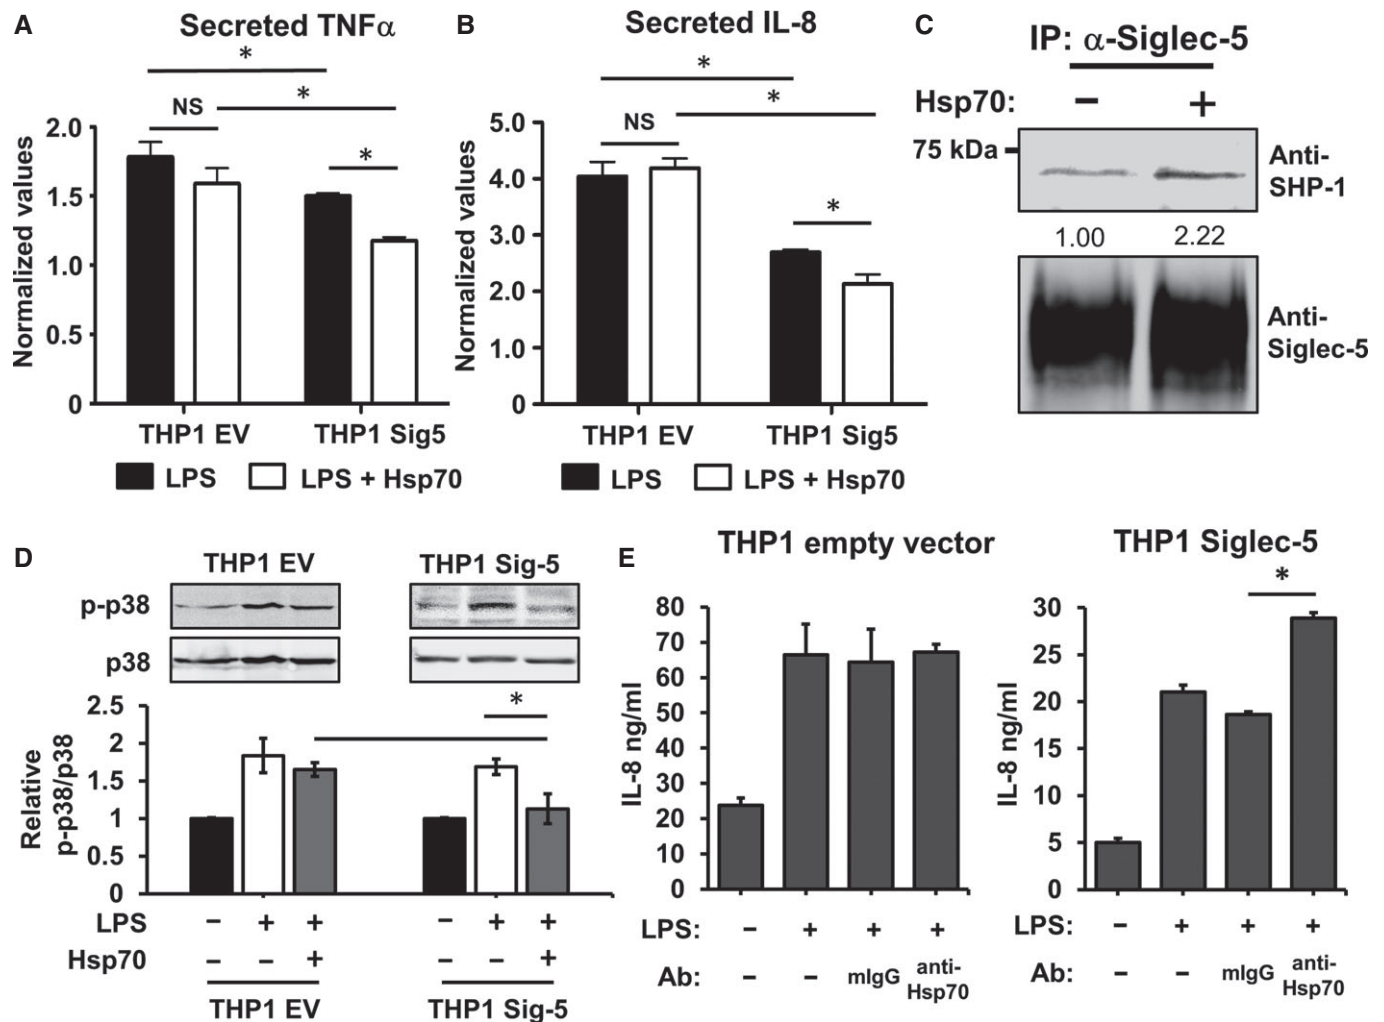 A
Secreted TNFα
*
NS
*
*
Normalized values
2.0
1.5
1.0
0.5
0
THP1 EV THP1 Sig5
LPS LPS + Hsp70
B
Secreted IL-8
*
*
NS
*
Normalized values
5.0
4.0
3.0
2.0
1.0
0
THP1 EV THP1 Sig5
LPS LPS + Hsp70
C
IP: α-Siglec-5
Hsp70: − +
75 kDa
Anti-
SHP-1
1.00 2.22
Anti-
Siglec-5
D
THP1 EV THP1 Sig-5
p-p38
p38
*
Relative
p-p38/p38
2.5
2
1.5
1
0.5
0
LPS − + + − + +
Hsp70 − − + − − +
THP1 EV THP1 Sig-5
E
THP1 empty vector
IL-8 ng/ml
80
70
60
50
40
30
20
10
0
LPS: − + + +
Ab: − − mIgG anti-
Hsp70
THP1 Siglec-5
*
IL-8 ng/ml
30
25
20
15
10
5
0
LPS: − + + +
Ab: − − mIgG anti-
Hsp70